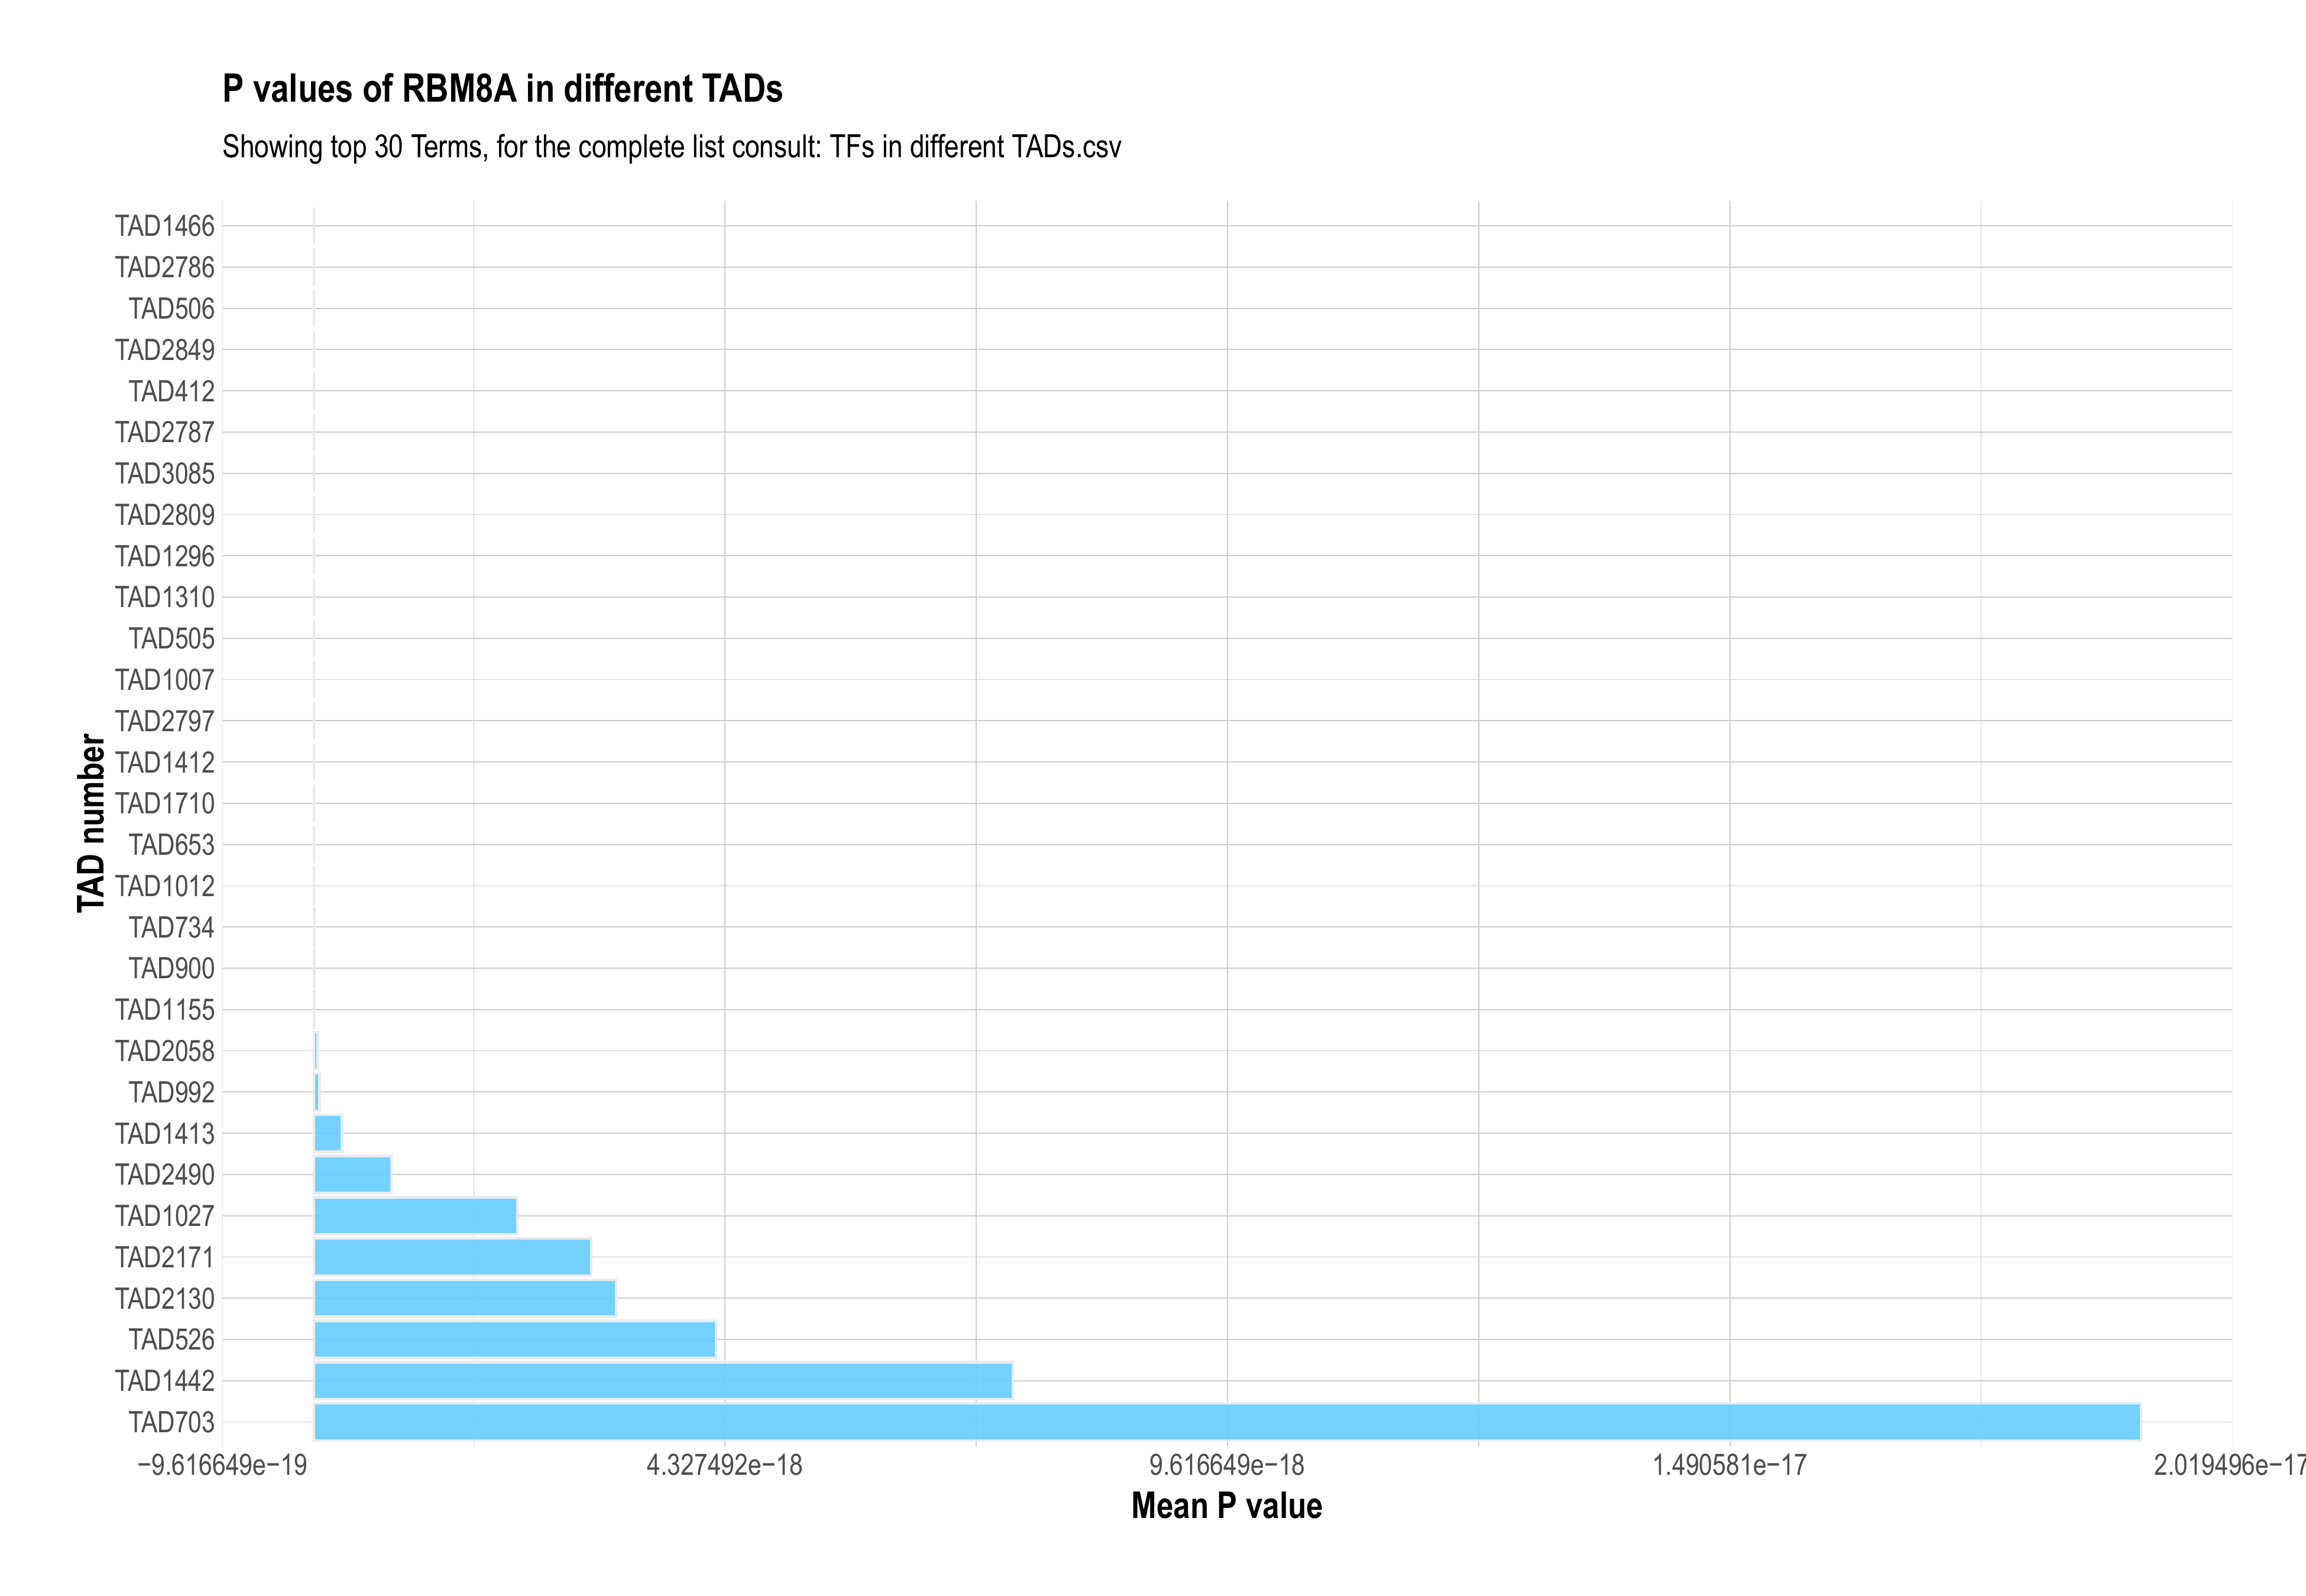 P values of RBM8A in different TADs
Showing top 30 Terms, for the complete list consult: TFs in different TADs.csv
TAD number
TAD1466
TAD2786
TAD506
TAD2849
TAD412
TAD2787
TAD3085
TAD2809
TAD1296
TAD1310
TAD505
TAD1007
TAD2797
TAD1412
TAD1710
TAD653
TAD1012
TAD734
TAD900
TAD1155
TAD2058
TAD992
TAD1413
TAD2490
TAD1027
TAD2171
TAD2130
TAD526
TAD1442
TAD703
−9.616649e−19 4.327492e−18 9.616649e−18 1.490581e−17 2.019496e−17
Mean P value